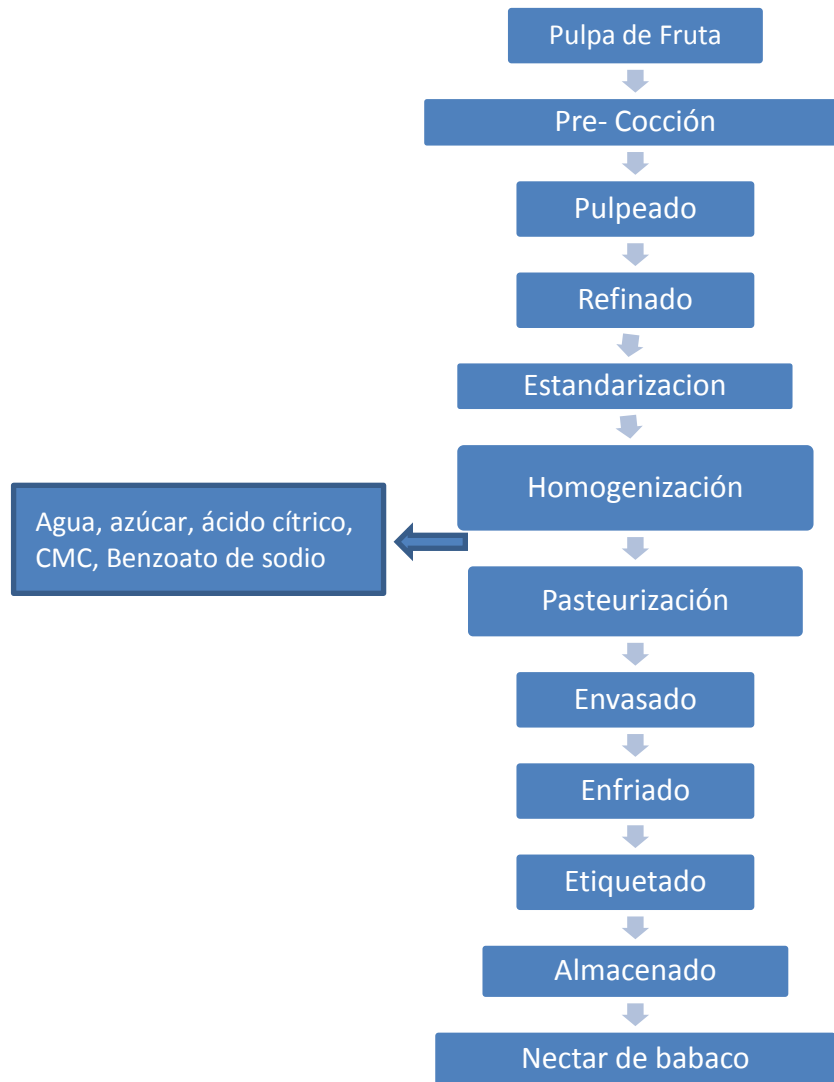 Pulpa de Fruta
Pre- Cocción
Pulpeado
Refinado
Estandarizacion
Homogenización
Agua, azúcar, ácido cítrico,
CMC, Benzoato de sodio
Pasteurización
Envasado
Enfriado
Etiquetado
Almacenado
Nectar de babaco